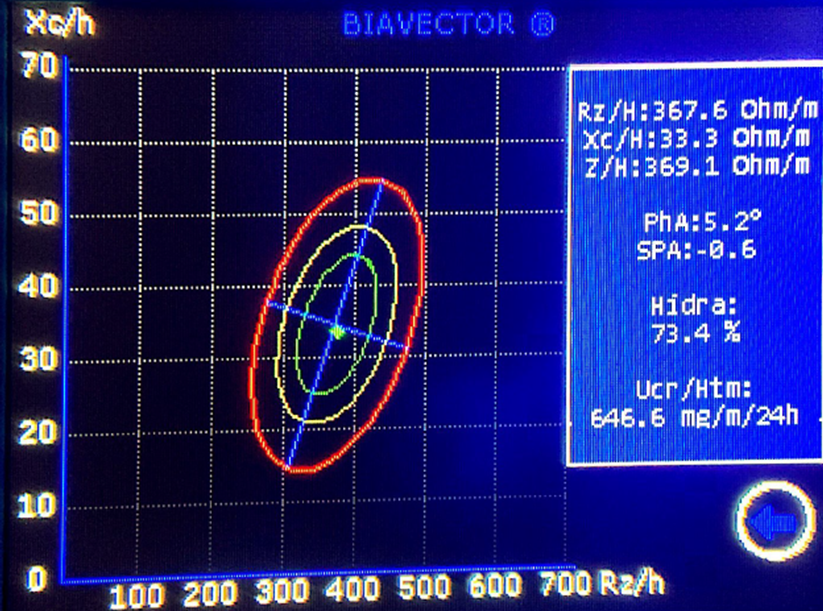 Xc/h
BIAVECTOR ®
70
60
50
40
30
20
10
0
100 200 300 400 500 600 700 Rz/h
Rz/H:367.6 Ohm/m
Xc/H:33.3 Ohm/m
Z/H:369.1 Ohm/m
PhA:5.2°
SPA:-0.6
Hidra:
73.4 %
Ucr/Htm:
646.6 mg/m/24h